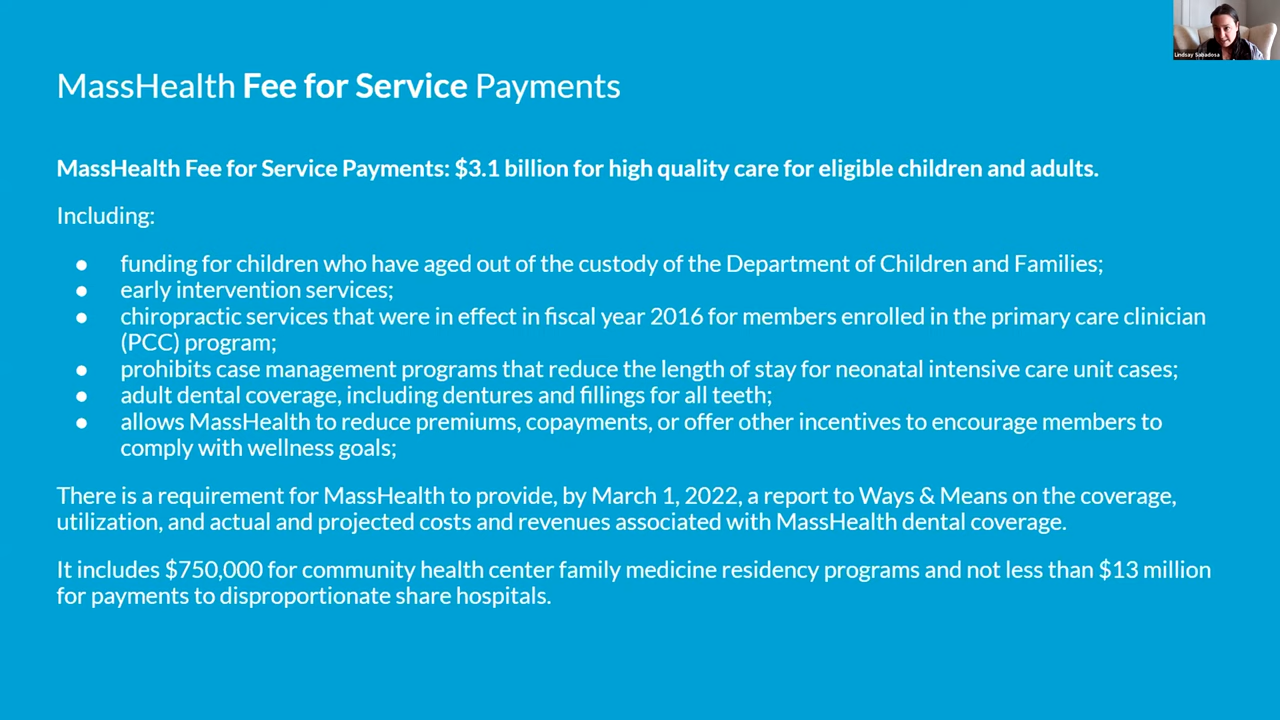 Lindsay Sabadosa
MassHealth Fee for Service Payments
MassHealth Fee for Service Payments: $3.1 billion for high quality care for eligible children and adults.
Including:
● funding for children who have aged out of the custody of the Department of Children and Families;
● early intervention services;
● chiropractic services that were in effect in fiscal year 2016 for members enrolled in the primary care clinician
(PCC) program;
● prohibits case management programs that reduce the length of stay for neonatal intensive care unit cases;
● adult dental coverage, including dentures and fillings for all teeth;
● allows MassHealth to reduce premiums, copayments, or offer other incentives to encourage members to
comply with wellness goals;
There is a requirement for MassHealth to provide, by March 1, 2022, a report to Ways & Means on the coverage,
utilization, and actual and projected costs and revenues associated with MassHealth dental coverage.
It includes $750,000 for community health center family medicine residency programs and not less than $13 million
for payments to disproportionate share hospitals.